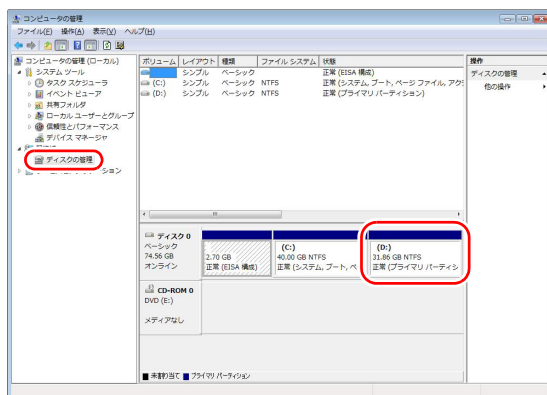 コンピュータの管理
ファイル(F) 操作(A) 表示(V) ヘルプ(H)
コンピュータの管理 (ローカル)
システム ツール
タスク スケジューラ
イベント ビューア
共有フォルダ
ローカル ユーザーとグループ
信頼性とパフォーマンス
デバイス マネージャ
ディスクの管理
ション
ボリューム レイアウト 種類 ファイル システム 状態
シンプル ベーシック 正常 (EISA 構成)
(C:) シンプル ベーシック NTFS 正常 (システム, ブート, ページ ファイル, アク
(D:) シンプル ベーシック NTFS 正常 (プライマリ パーティション)
操作
ディスクの管理
他の操作
ディスク 0
ベーシック
74.56 GB
オンライン
2.70 GB
正常 (EISA 構成)
(C:)
40.00 GB NTFS
正常 (システム, ブート, ペ
(D:)
31.86 GB NTFS
正常 (プライマリ パーティシ
CD-ROM 0
DVD (E:)
メディアなし
未割り当て プライマリ パーティション